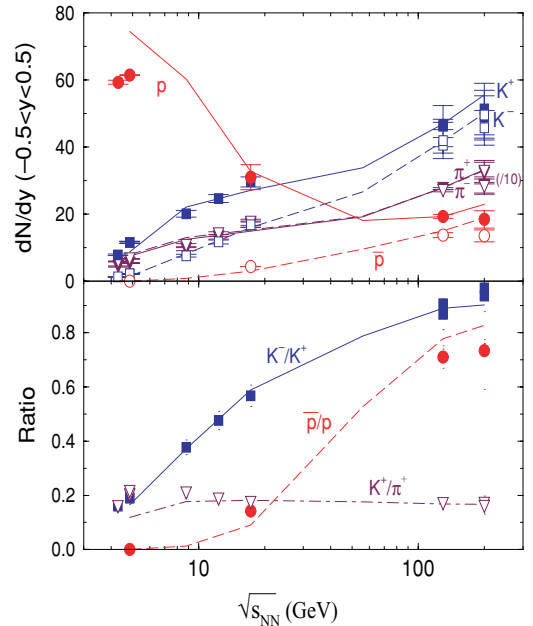 80
60
40
20
0
dN/dy (−0.5<y<0.5)
p
K⁺
K⁻
π⁺
π⁻
(/10)
p̅
0.8
0.6
0.4
0.2
0.0
Ratio
K⁻/K⁺
p̅/p
K⁺/π⁺
10
100
√sNN (GeV)